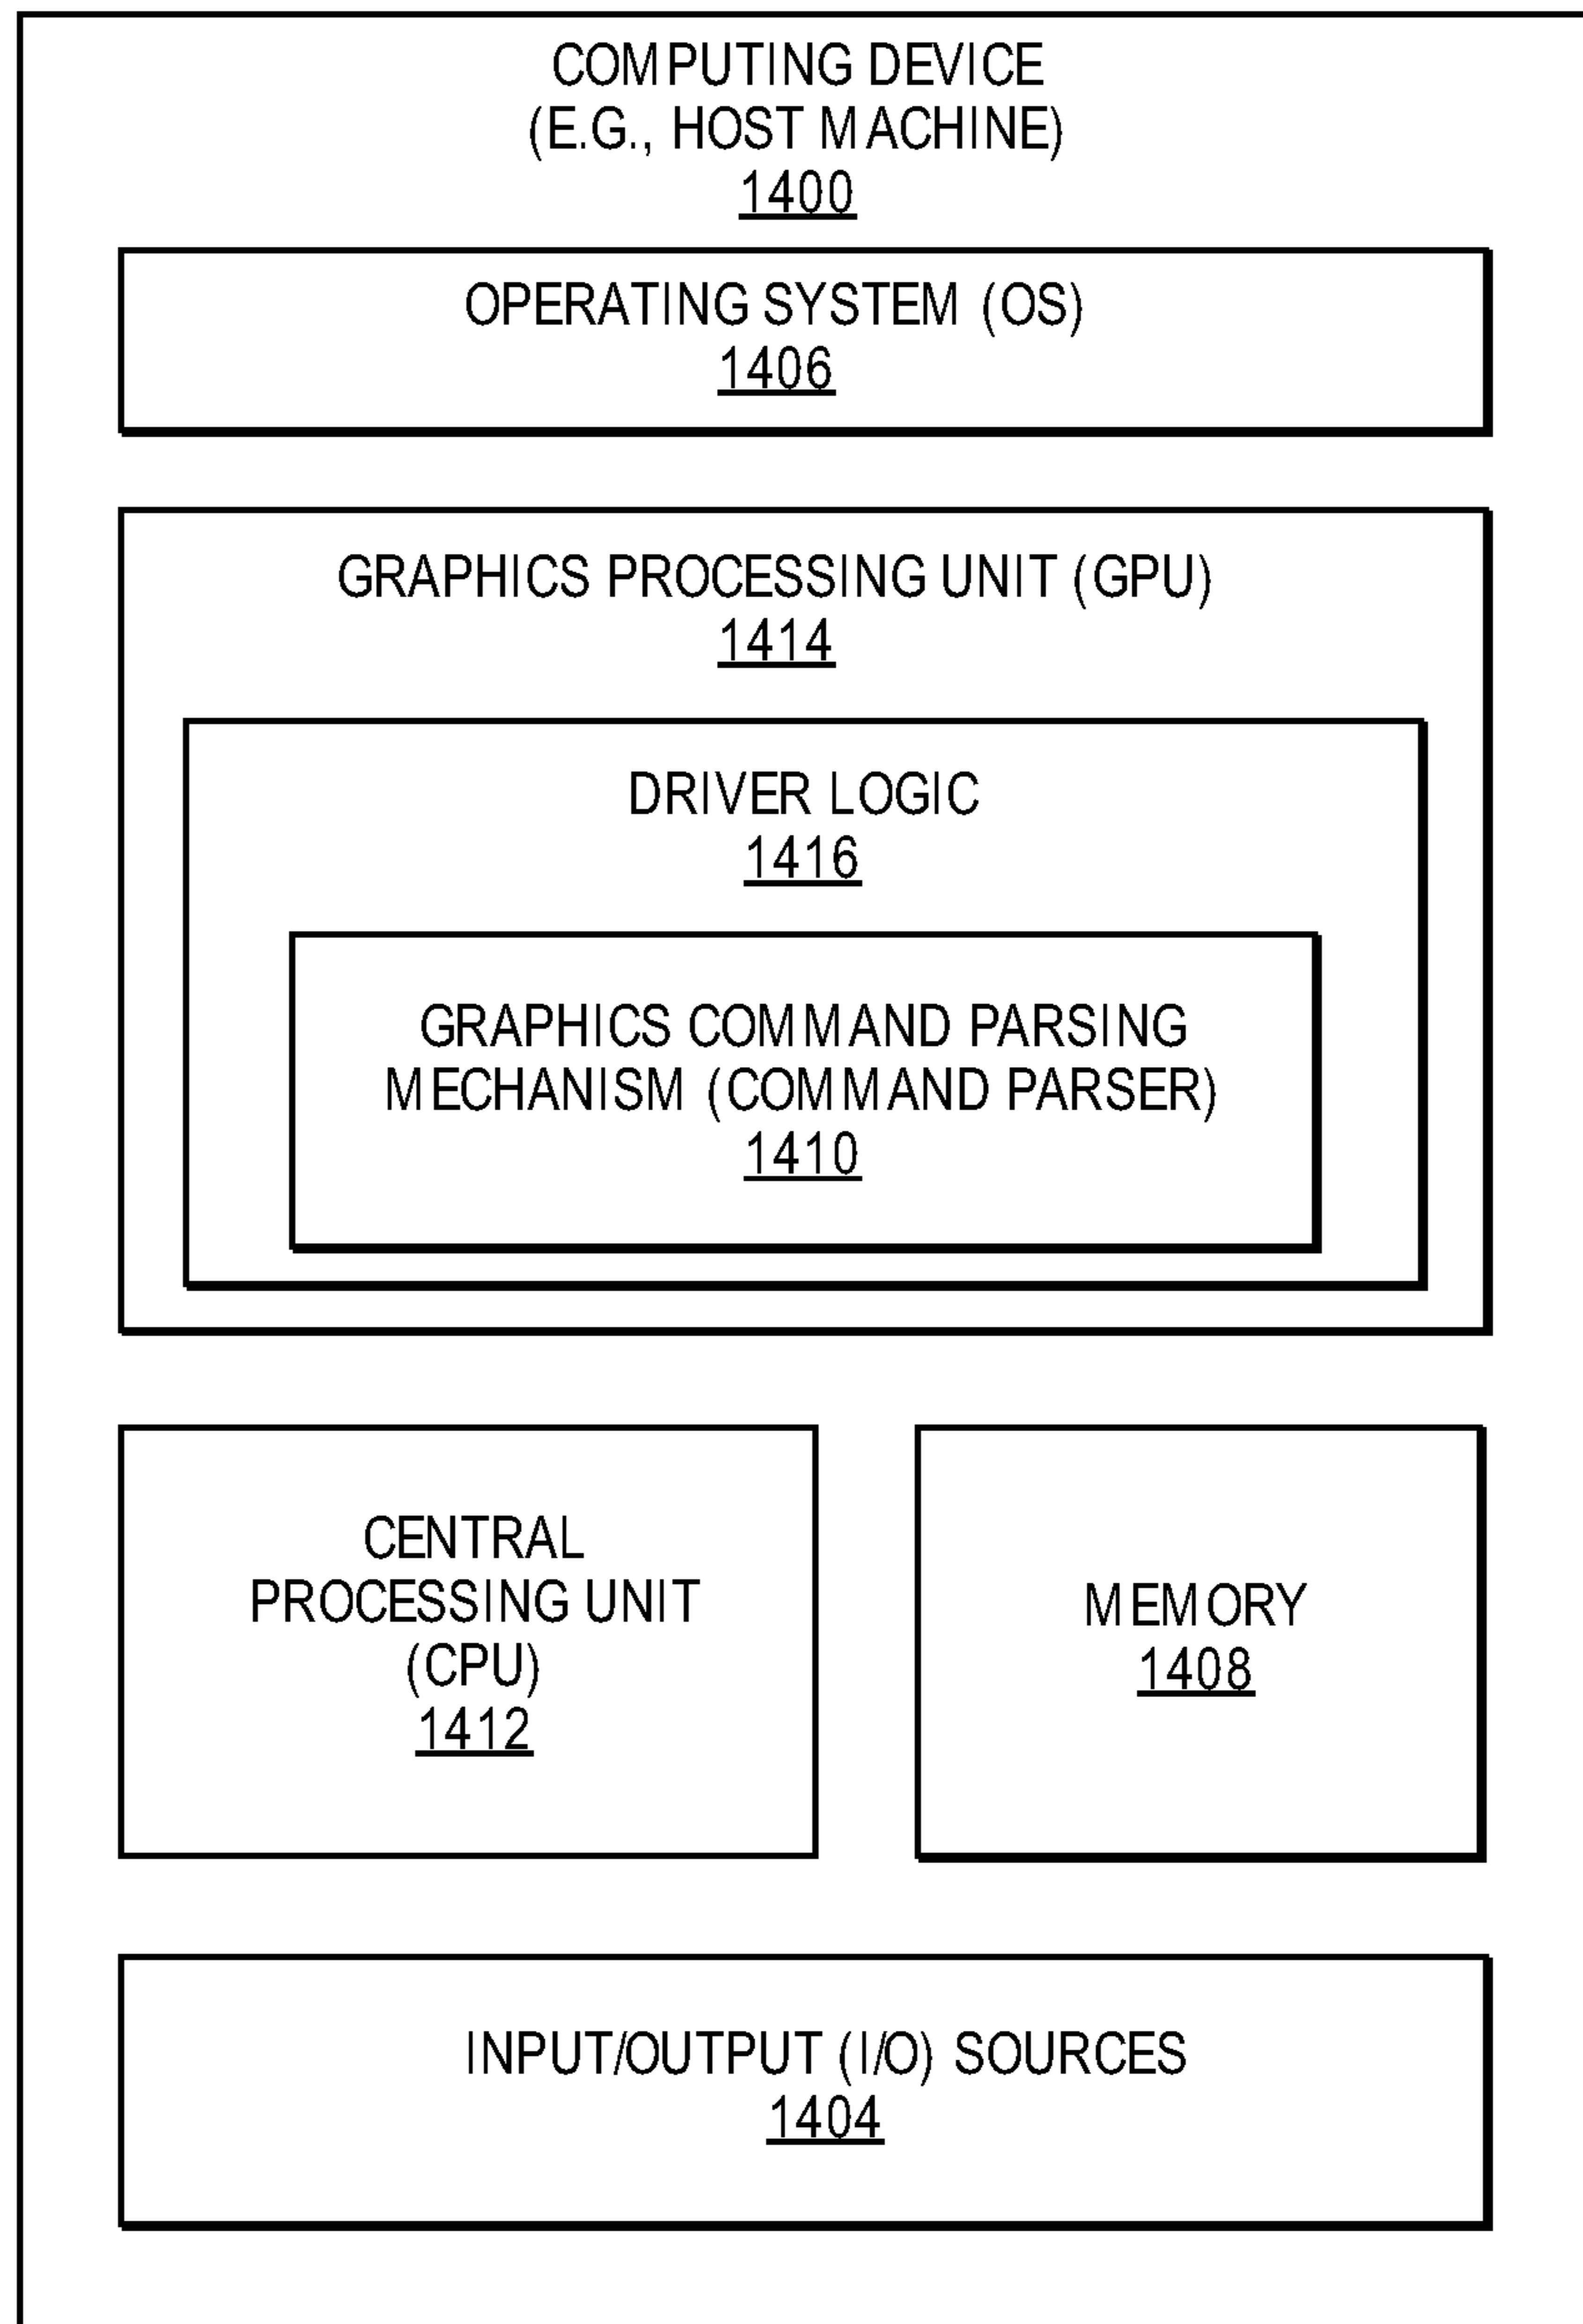 COMPUTING DEVICE
(E.G., HOST MACHINE)
1400
OPERATING SYSTEM (OS)
1406
GRAPHICS PROCESSING UNIT (GPU)
1414
DRIVER LOGIC
1416
GRAPHICS COMMAND PARSING
MECHANISM (COMMAND PARSER)
1410
CENTRAL
PROCESSING UNIT
(CPU)
1412
MEMORY
1408
INPUT/OUTPUT (I/O) SOURCES
1404